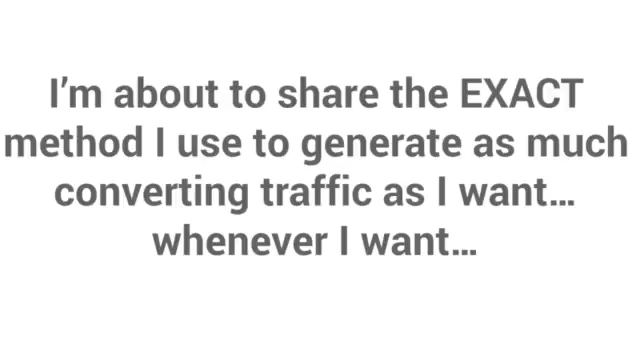 I’m about to share the EXACT
method I use to generate as much
converting traffic as I want...
whenever I want...